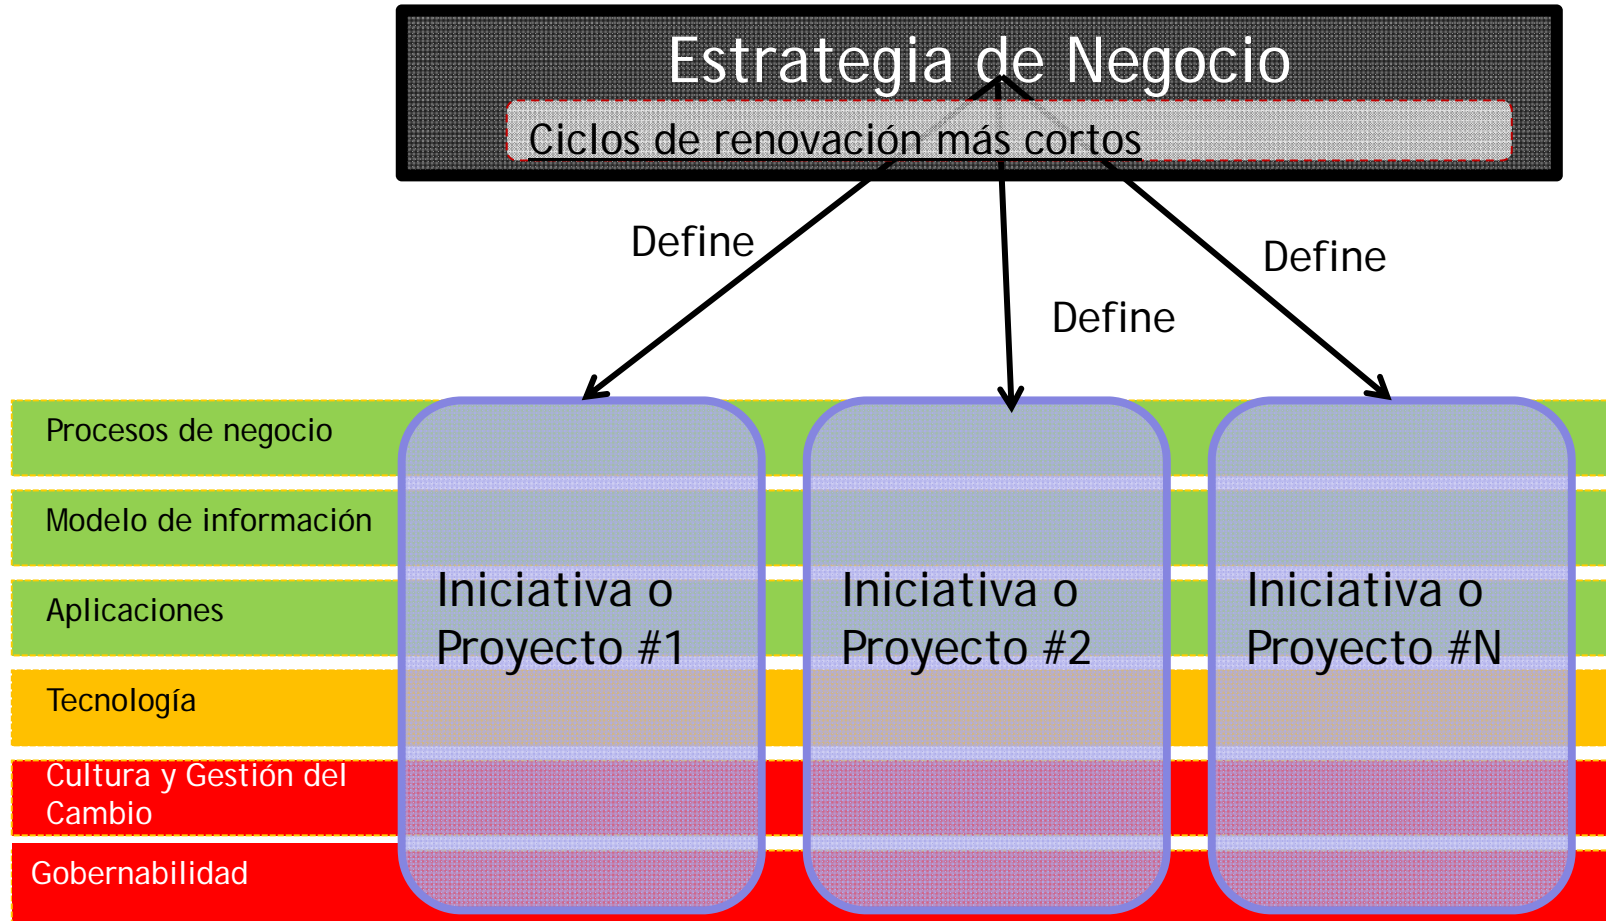 Estrategia de Negocio
Ciclos de renovación más cortos
Define
Define
Define
Procesos de negocio
Modelo de información
Aplicaciones
Tecnología
Cultura y Gestión del
Cambio
Gobernabilidad
Iniciativa o
Proyecto #1
Iniciativa o
Proyecto #2
Iniciativa o
Proyecto #N